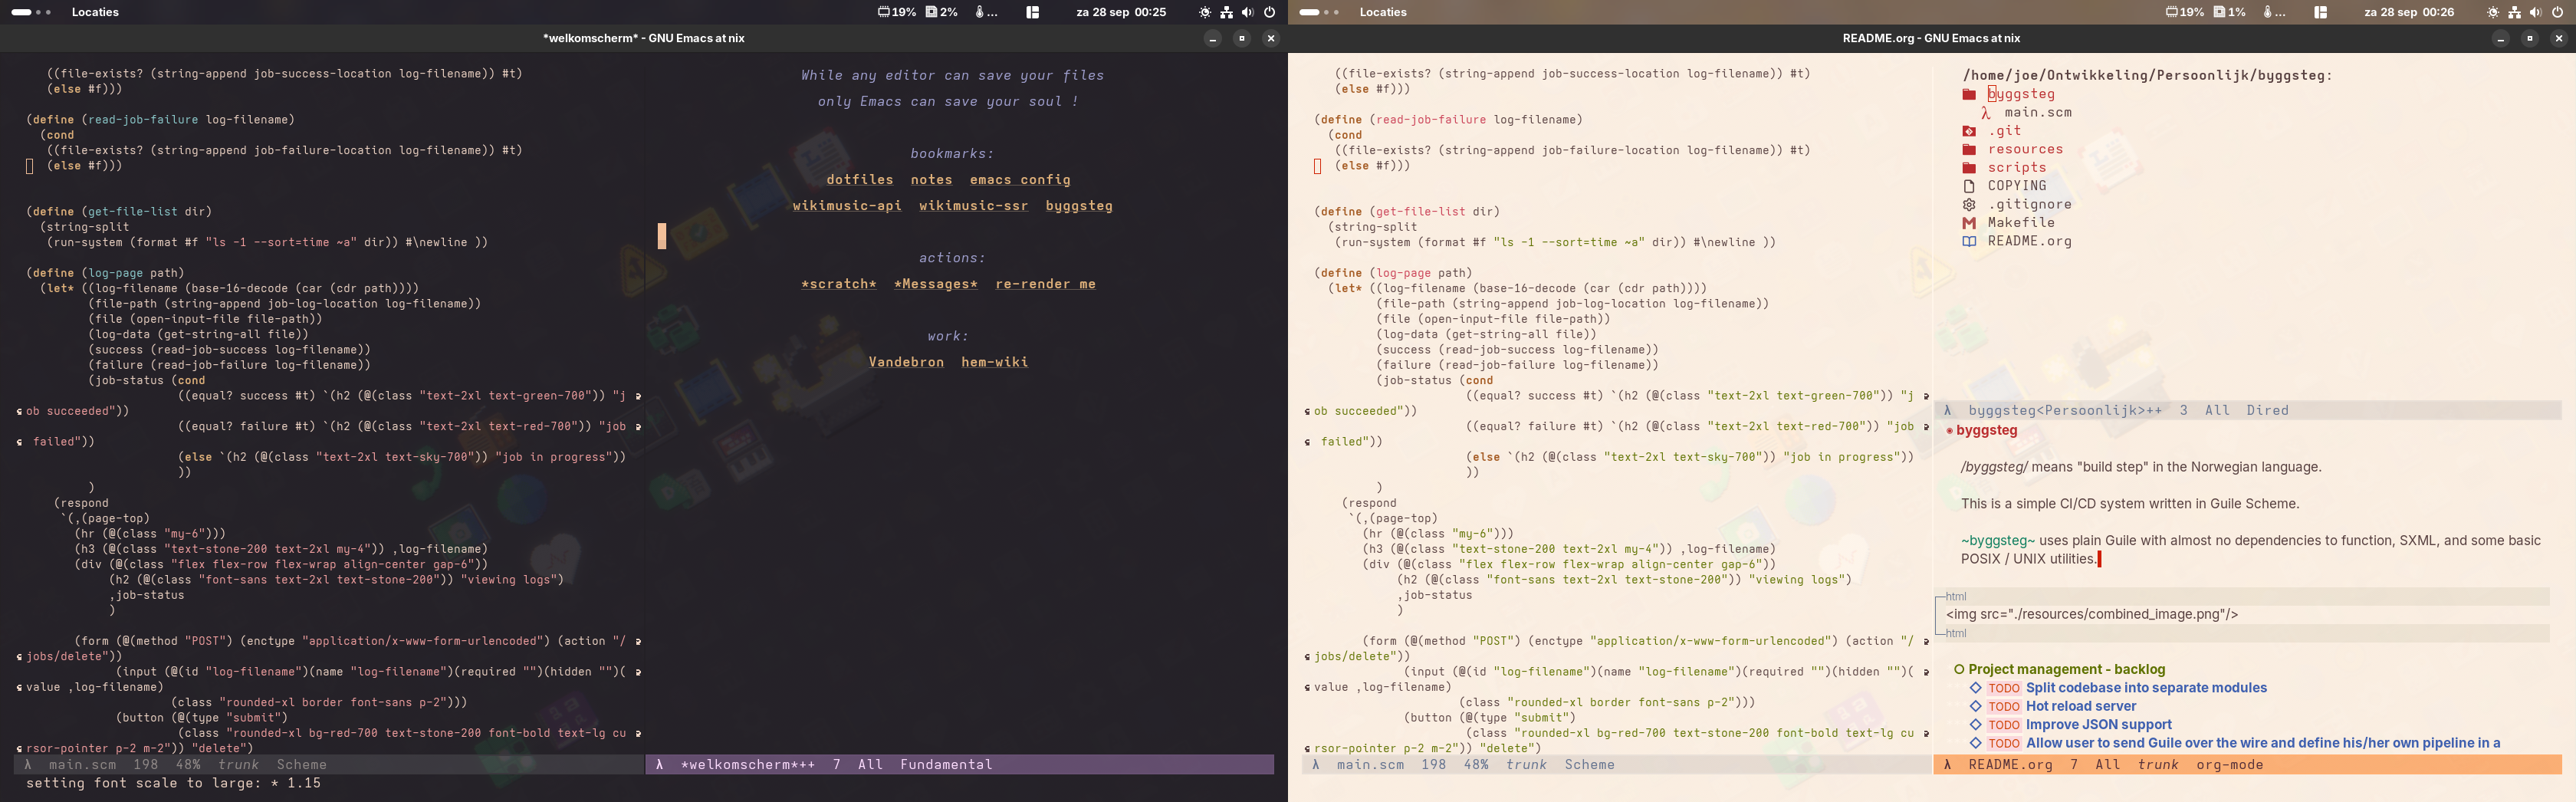 Locaties
19% 2% ...
za 28 sep 00:25
*welkomscherm* - GNU Emacs at nix
((file-exists? (string-append job-success-location log-filename)) #t)
(else #f)))
(define (read-job-failure log-filename)
(cond
((file-exists? (string-append job-failure-location log-filename)) #t)
(else #f)))
(define (get-file-list dir)
(string-split
(run-system (format #f "ls -1 --sort=time ~a" dir)) #\newline ))
(define (log-page path)
(let* ((log-filename (base-16-decode (car (cdr path))))
(file-path (string-append job-log-location log-filename))
(file (open-input-file file-path))
(log-data (get-string-all file))
(success (read-job-success log-filename))
(failure (read-job-failure log-filename))
(job-status (cond
((equal? success #t) `(h2 (@(class "text-2xl text-green-700")) "j
ob succeeded"))
((equal? failure #t) `(h2 (@(class "text-2xl text-red-700")) "job
failed"))
(else `(h2 (@(class "text-2xl text-sky-700")) "job in progress"))
))
)
(respond
`(,(page-top)
(hr (@(class "my-6")))
(h3 (@(class "text-stone-200 text-2xl my-4")) ,log-filename)
(div (@(class "flex flex-row flex-wrap align-center gap-6"))
(h2 (@(class "font-sans text-2xl text-stone-200")) "viewing logs")
,job-status
)
(form (@(method "POST") (enctype "application/x-www-form-urlencoded") (action "/
jobs/delete"))
(input (@(id "log-filename")(name "log-filename")(required "")(hidden "")(
value ,log-filename)
(class "rounded-xl border font-sans p-2")))
(button (@(type "submit")
(class "rounded-xl bg-red-700 text-stone-200 font-bold text-lg cu
rsor-pointer p-2 m-2")) "delete")
λ main.scm 198 48% trunk Scheme
setting font scale to large: * 1.15
While any editor can save your files
only Emacs can save your soul !
bookmarks:
dotfiles notes emacs config
wikimusic-api wikimusic-ssr byggsteg
actions:
*scratch* *Messages* re-render me
work:
Vandebron hem-wiki
λ *welkomscherm*++ 7 All Fundamental
Locaties
19% 1% ...
za 28 sep 00:26
README.org - GNU Emacs at nix
((file-exists? (string-append job-success-location log-filename)) #t)
(else #f)))
(define (read-job-failure log-filename)
(cond
((file-exists? (string-append job-failure-location log-filename)) #t)
(else #f)))
(define (get-file-list dir)
(string-split
(run-system (format #f "ls -1 --sort=time ~a" dir)) #\newline ))
(define (log-page path)
(let* ((log-filename (base-16-decode (car (cdr path))))
(file-path (string-append job-log-location log-filename))
(file (open-input-file file-path))
(log-data (get-string-all file))
(success (read-job-success log-filename))
(failure (read-job-failure log-filename))
(job-status (cond
((equal? success #t) `(h2 (@(class "text-2xl text-green-700")) "j
ob succeeded"))
((equal? failure #t) `(h2 (@(class "text-2xl text-red-700")) "job
failed"))
(else `(h2 (@(class "text-2xl text-sky-700")) "job in progress"))
))
)
(respond
`(,(page-top)
(hr (@(class "my-6")))
(h3 (@(class "text-stone-200 text-2xl my-4")) ,log-filename)
(div (@(class "flex flex-row flex-wrap align-center gap-6"))
(h2 (@(class "font-sans text-2xl text-stone-200")) "viewing logs")
,job-status
)
(form (@(method "POST") (enctype "application/x-www-form-urlencoded") (action "/
jobs/delete"))
(input (@(id "log-filename")(name "log-filename")(required "")(hidden "")(
value ,log-filename)
(class "rounded-xl border font-sans p-2")))
(button (@(type "submit")
(class "rounded-xl bg-red-700 text-stone-200 font-bold text-lg cu
rsor-pointer p-2 m-2")) "delete")
λ main.scm 198 48% trunk Scheme
/home/joe/Ontwikkeling/Persoonlijk/byggsteg:
byggsteg
λ main.scm
.git
resources
scripts
COPYING
.gitignore
Makefile
README.org
λ byggsteg<Persoonlijk>++ 3 All Dired
byggsteg
/byggsteg/ means "build step" in the Norwegian language.
This is a simple CI/CD system written in Guile Scheme.
~byggsteg~ uses plain Guile with almost no dependencies to function, SXML, and some basic
POSIX / UNIX utilities.
html
<img src="./resources/combined_image.png"/>
html
Project management - backlog
TODO Split codebase into separate modules
TODO Hot reload server
TODO Improve JSON support
TODO Allow user to send Guile over the wire and define his/her own pipeline in a
λ README.org 7 All trunk org-mode